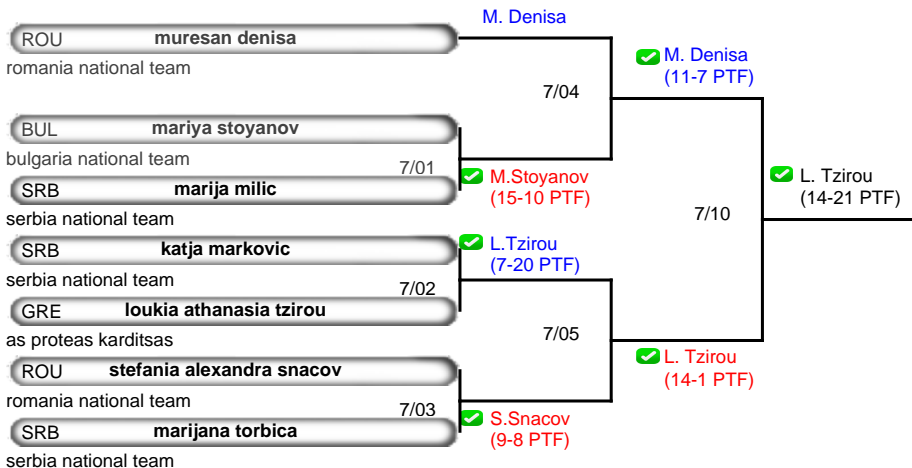 M. Denisa
ROU muresan denisa
romania national team
M. Denisa
(11-7 PTF)
7/04
BUL mariya stoyanov
bulgaria national team
7/01
SRB marija milic
serbia national team
M.Stoyanov
(15-10 PTF)
L. Tzirou
(14-21 PTF)
7/10
SRB katja markovic
serbia national team
L.Tzirou
(7-20 PTF)
7/02
GRE loukia athanasia tzirou
as proteas karditsas
7/05
ROU stefania alexandra snacov
romania national team
L. Tzirou
(14-1 PTF)
7/03
SRB marijana torbica
serbia national team
S.Snacov
(9-8 PTF)